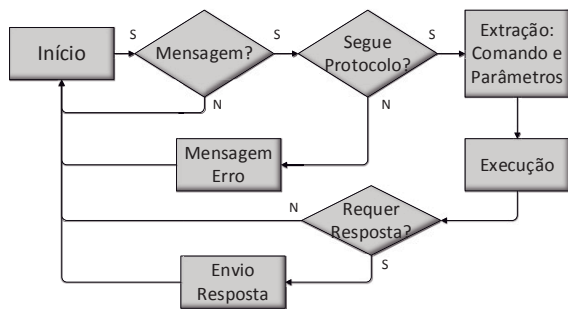 S
S
S
Início
Mensagem?
Segue
Protocolo?
Extração:
Comando e
Parâmetros
N
N
Mensagem
Erro
Execução
N
Requer
Resposta?
S
Envio
Resposta